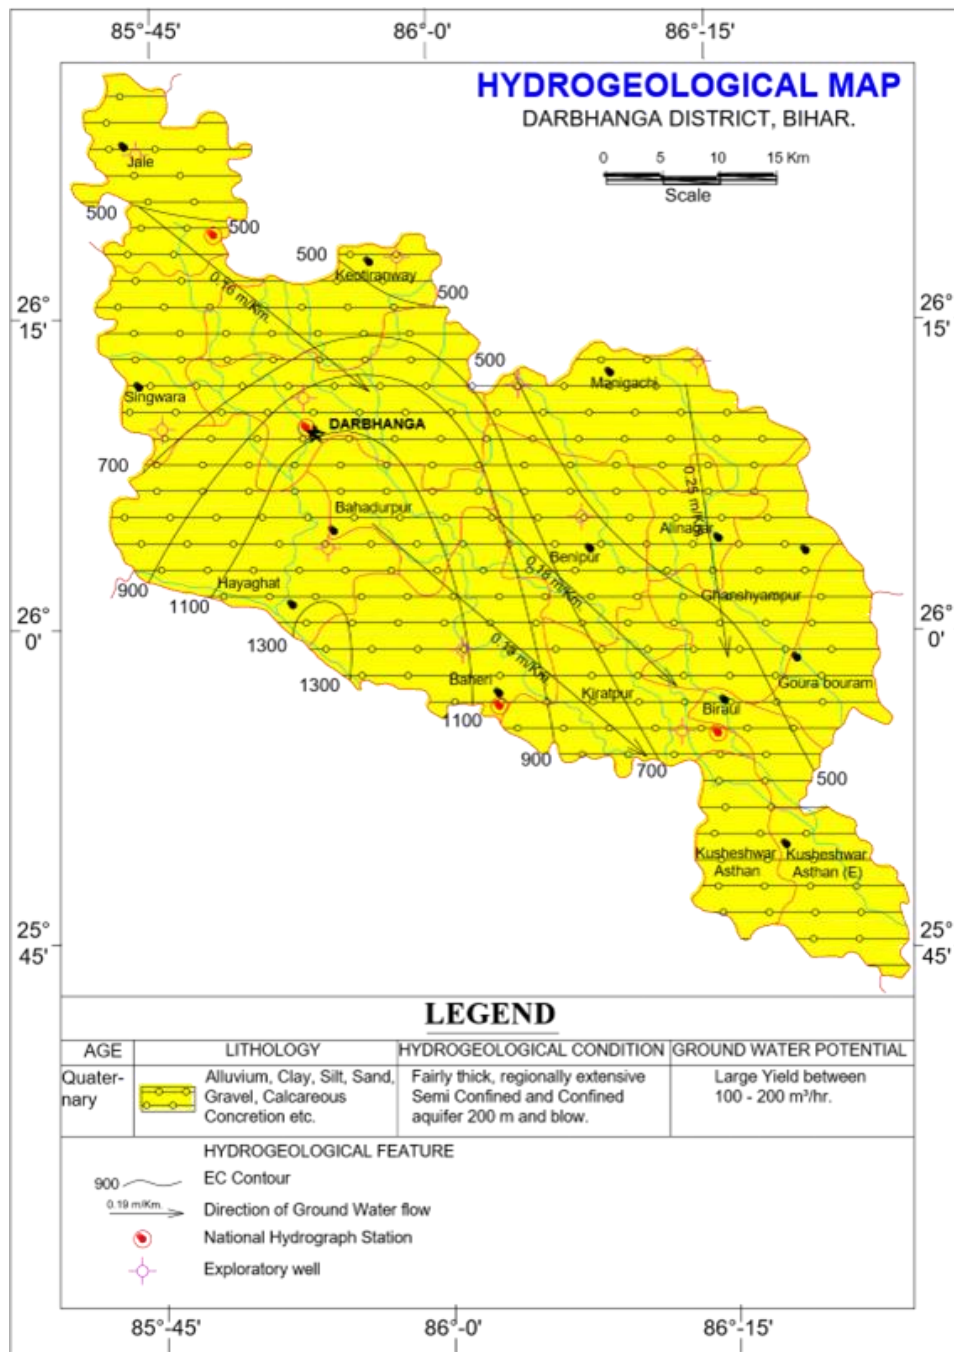 85°-45'
86°-0'
86°-15'
HYDROGEOLOGICAL MAP
DARBHANGA DISTRICT, BIHAR.
0 5 10 15 Km
Scale
Jale
500
500
500
Keotiranway
500
0.16 m/Km.
26°
15'
26°
15'
500
Manigachi
Singwara
DARBHANGA
700
0.25 m/Km.
Bahadurpur
Alinagar
Benipur
0.18 m/Km.
900
Hayaghat
1100
Ghanshyampur
26°
0'
26°
0'
1300
1300
Baheri
Kiratpur
Goura bouram
Biraul
1100
900
700
500
Kusheshwar
Asthan
Kusheshwar
Asthan (E)
25°
45'
25°
45'
LEGEND
AGE LITHOLOGY HYDROGEOLOGICAL CONDITION GROUND WATER POTENTIAL
Quater-
nary
Alluvium, Clay, Silt, Sand,
Gravel, Calcareous
Concretion etc.
Fairly thick, regionally extensive
Semi Confined and Confined
aquifer 200 m and blow.
Large Yield between
100 - 200 m³/hr.
HYDROGEOLOGICAL FEATURE
900 EC Contour
0.19 m/Km. Direction of Ground Water flow
National Hydrograph Station
Exploratory well
85°-45'
86°-0'
86°-15'